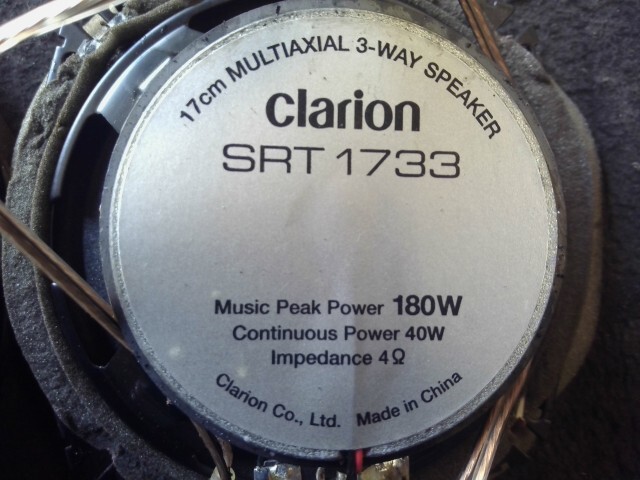 17cm MULTIAXIAL 3-WAY SPEAKER
Clarion
SRT 1733
Music Peak Power 180W
Continuous Power 40W
Impedance 4Ω
Clarion Co., Ltd. Made in China